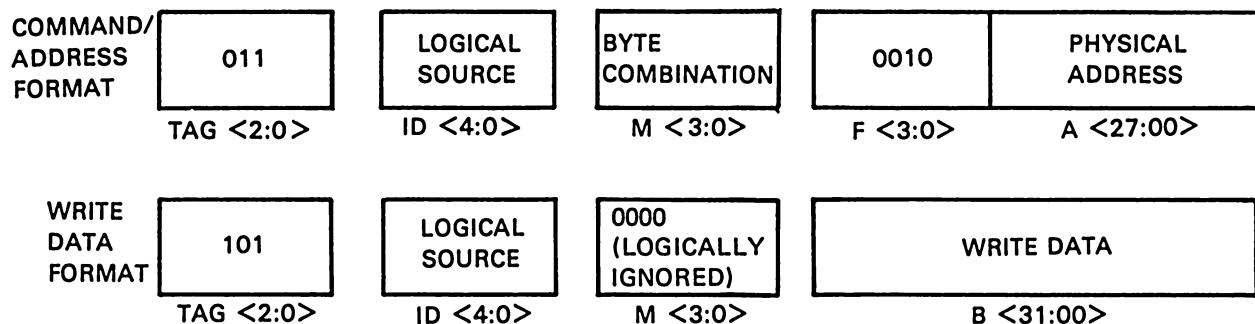 COMMAND/
ADDRESS
FORMAT
011
LOGICAL
SOURCE
BYTE
COMBINATION
0010
PHYSICAL
ADDRESS
TAG <2:0>
ID <4:0>
M <3:0>
F <3:0>
A <27:00>
WRITE
DATA
FORMAT
101
LOGICAL
SOURCE
0000
(LOGICALLY
IGNORED)
WRITE DATA
TAG <2:0>
ID <4:0>
M <3:0>
B <31:00>